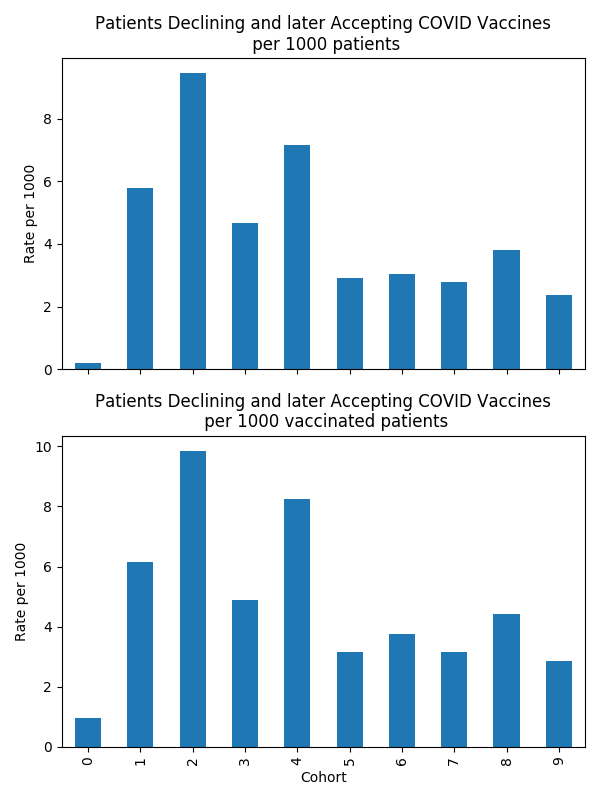 Patients Declining and later Accepting COVID Vaccines
per 1000 patients
8
6
4
2
0
Rate per 1000
Patients Declining and later Accepting COVID Vaccines
per 1000 vaccinated patients
10
8
6
4
2
0
Rate per 1000
0 1 2 3 4 5 6 7 8 9
Cohort